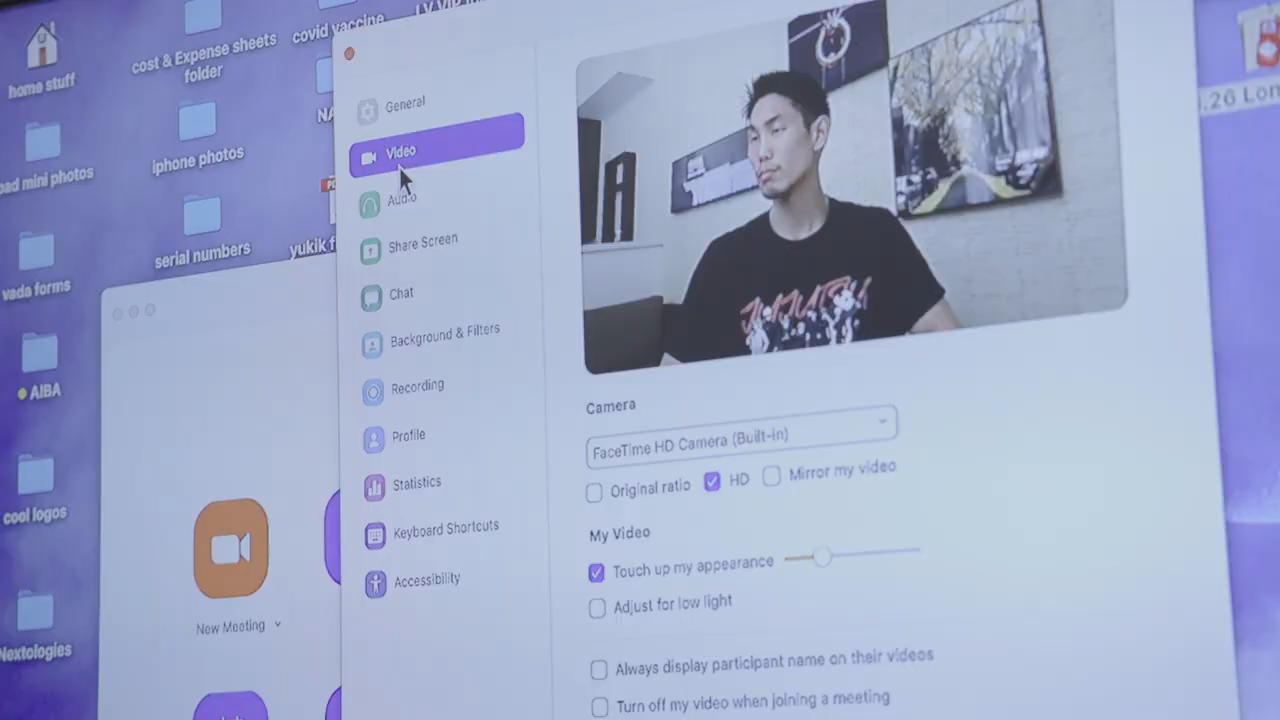 home stuff
cost & Expense sheets
folder
covid vaccine
iphone photos
serial numbers
vada forms
AIBA
cool logos
Nextologies
New Meeting
General
Video
Audio
Share Screen
Chat
Background & Filters
Recording
Profile
Statistics
Keyboard Shortcuts
Accessibility
JIUJITSU
Camera
FaceTime HD Camera (Built-in)
Original ratio
HD
Mirror my video
My Video
Touch up my appearance
Adjust for low light
Always display participant name on their videos
Turn off my video when joining a meeting
mini photos